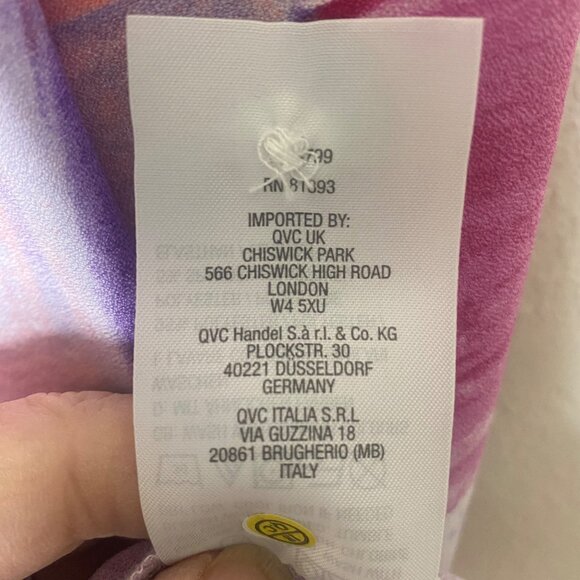 RN 81393
IMPORTED BY:
QVC UK
CHISWICK PARK
566 CHISWICK HIGH ROAD
LONDON
W4 5XU
QVC Handel S.à r.l. & Co. KG
PLOCKSTR. 30
40221 DÜSSELDORF
GERMANY
QVC ITALIA S.R.L
VIA GUZZINA 18
20861 BRUGHERIO (MB)
ITALY